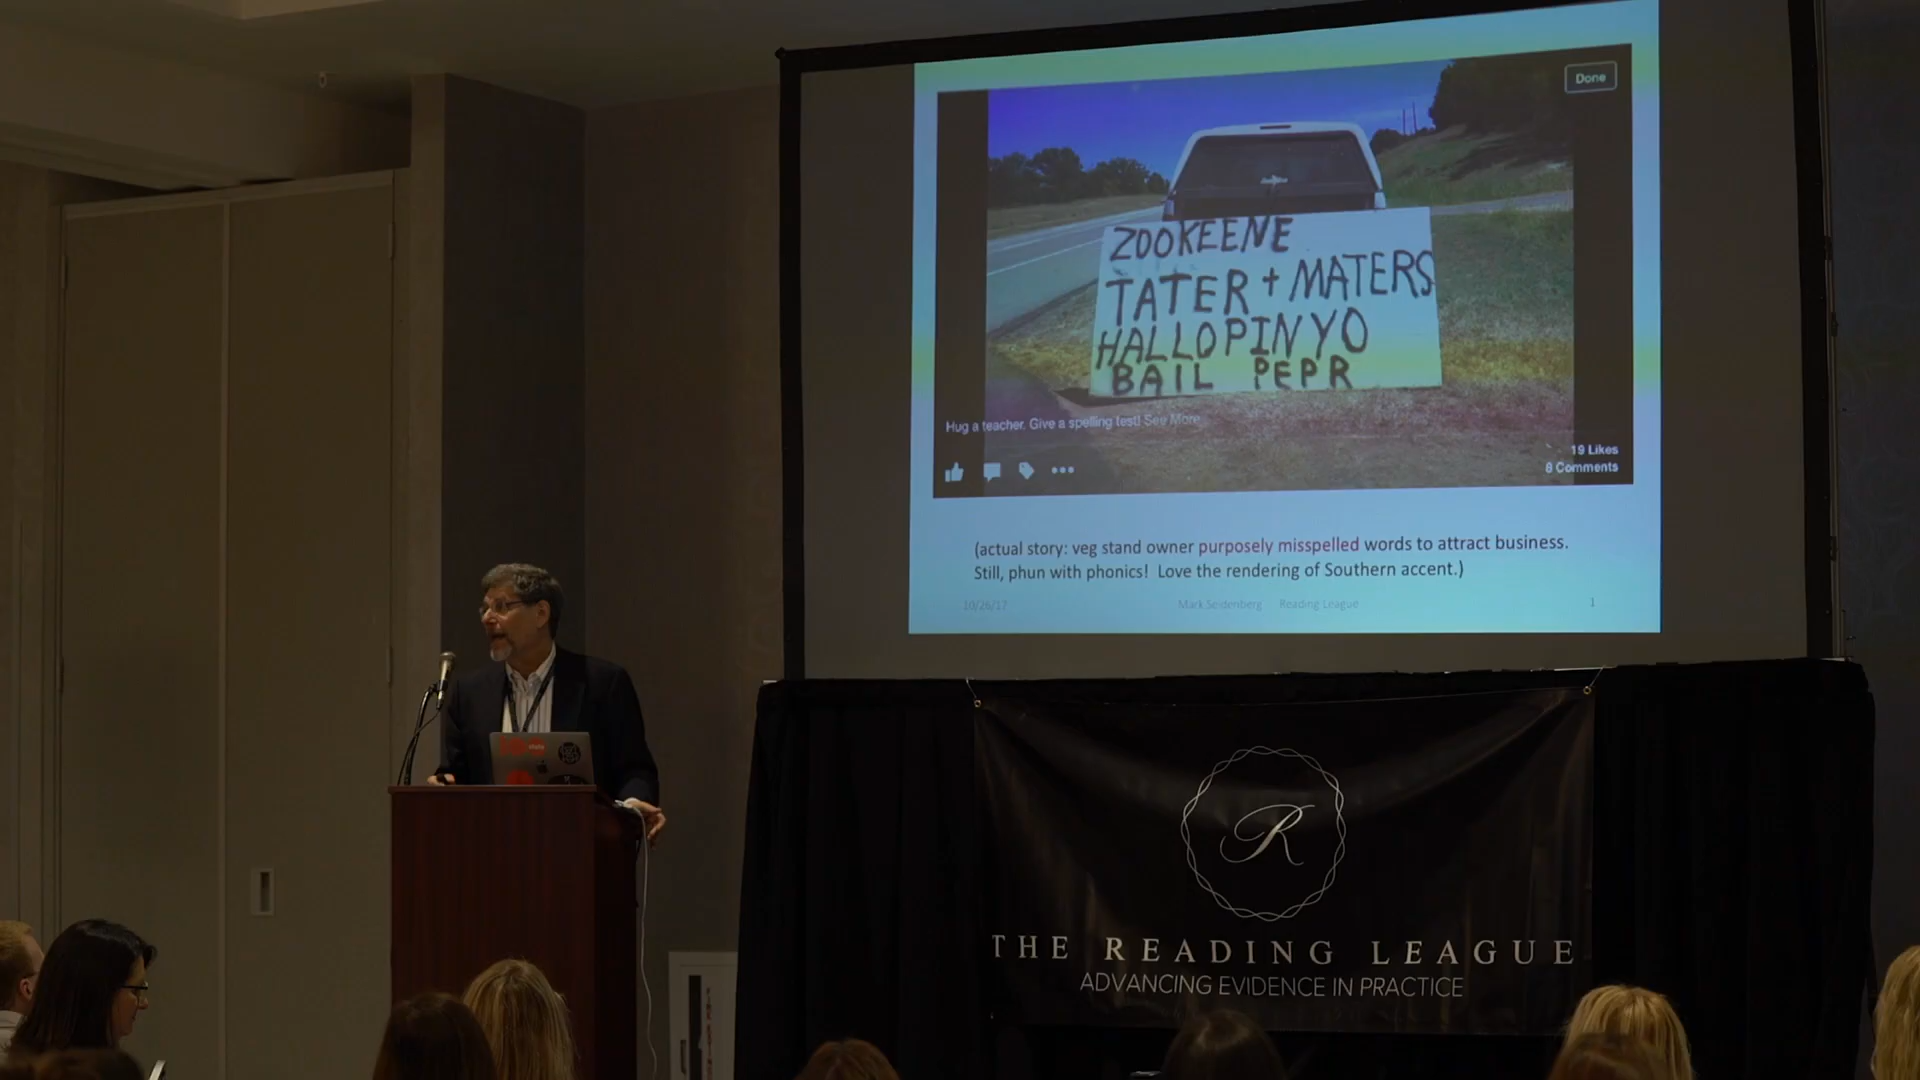 Done
ZOOKEENE
TATER + MATERS
HALLOPINYO
BAIL PEPR
Hug a teacher. Give a spelling test! See More
19 Likes
8 Comments
(actual story: veg stand owner purposely misspelled words to attract business.
Still, phun with phonics! Love the rendering of Southern accent.)
10/26/17 Mark Seidenberg Reading League 1
R
THE READING LEAGUE
ADVANCING EVIDENCE IN PRACTICE